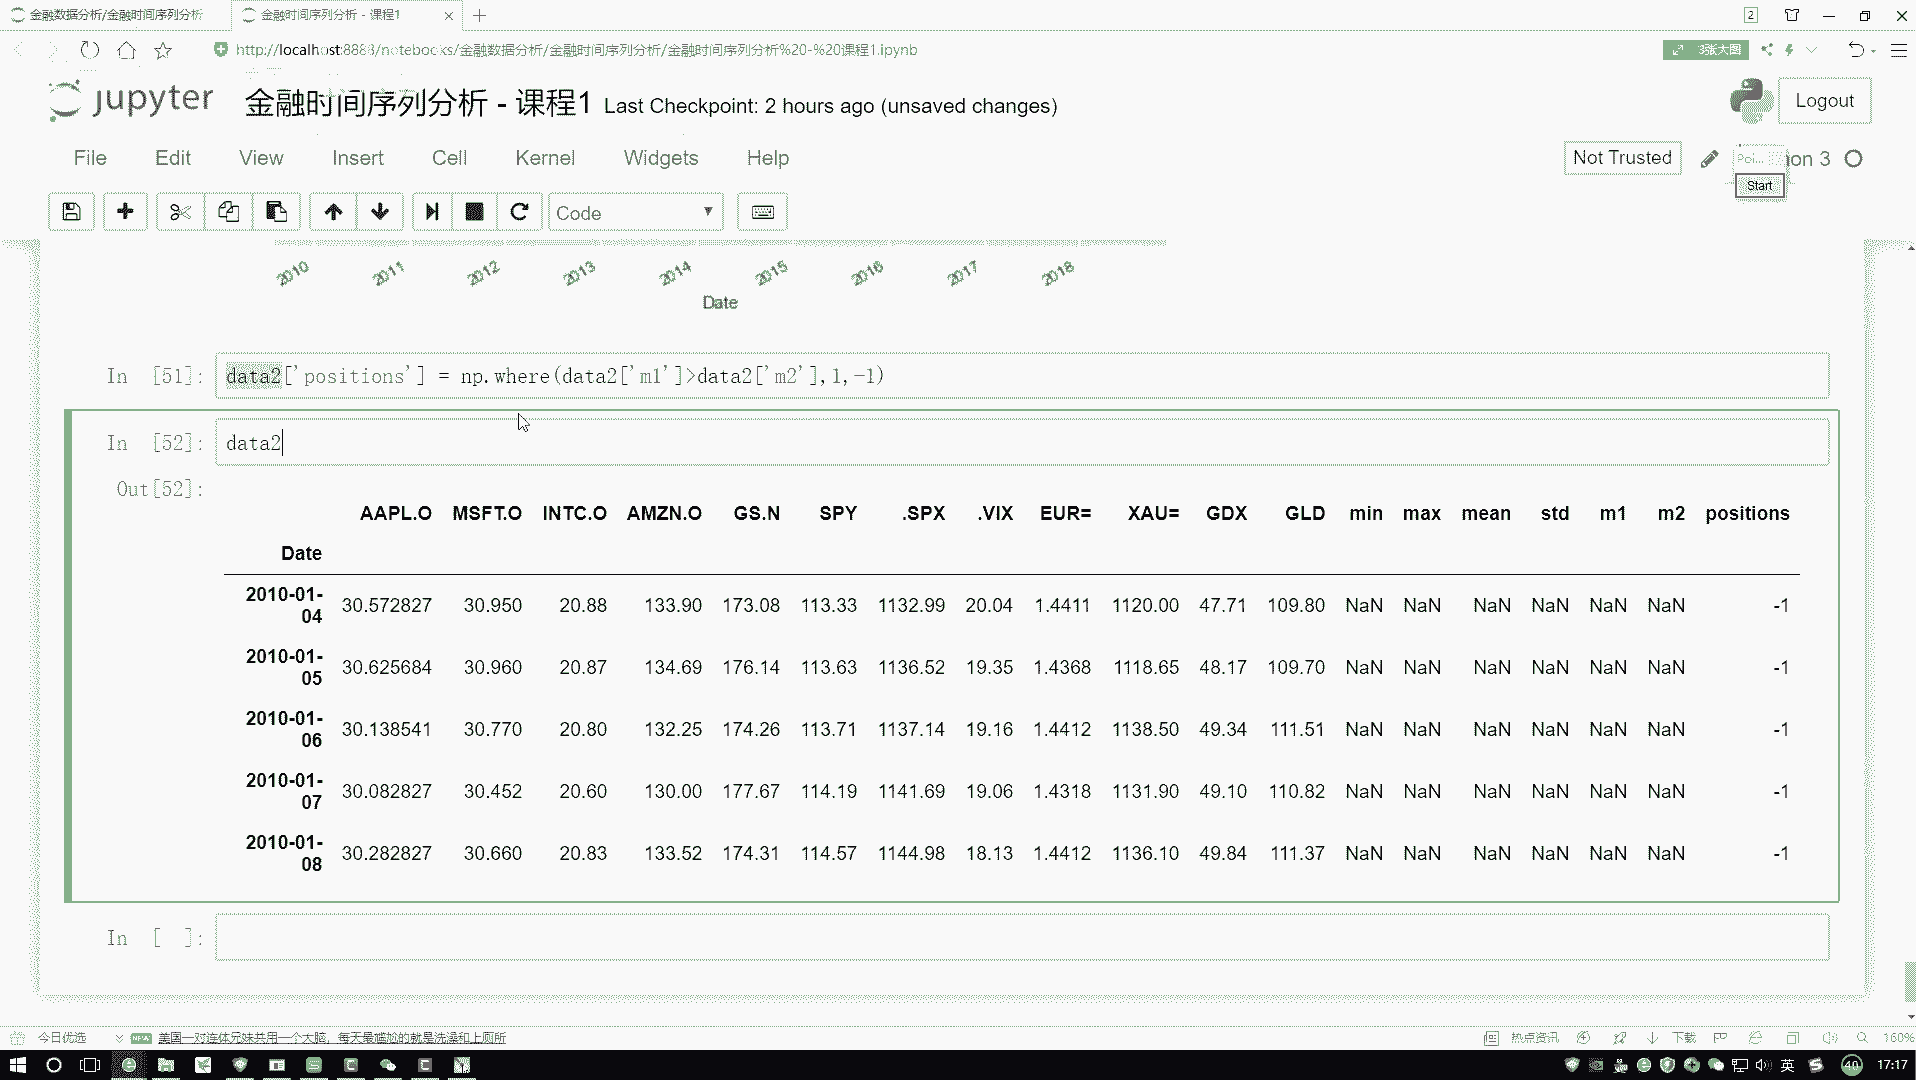 金融数据分析/金融时间序列分析
金融时间序列分析 - 课程1
2
http://localhost:8888/notebooks/金融数据分析/金融时间序列分析/金融时间序列分析%20-%20课程1.ipynb
3张大图
jupyter 金融时间序列分析 - 课程1 Last Checkpoint: 2 hours ago (unsaved changes)
Logout
File Edit View Insert Cell Kernel Widgets Help
Not Trusted
Poi... on 3
Start
Code
2010 2011 2012 2013 2014 2015 2016 2017 2018
Date
In [51]: data2['positions'] = np.where(data2['m1']>data2['m2'],1,-1)
In [52]: data2
Out[52]:
AAPL.O MSFT.O INTC.O AMZN.O GS.N SPY .SPX .VIX EUR= XAU= GDX GLD min max mean std m1 m2 positions
Date
2010-01-04 30.572827 30.950 20.88 133.90 173.08 113.33 1132.99 20.04 1.4411 1120.00 47.71 109.80 NaN NaN NaN NaN NaN NaN -1
2010-01-05 30.625684 30.960 20.87 134.69 176.14 113.63 1136.52 19.35 1.4368 1118.65 48.17 109.70 NaN NaN NaN NaN NaN NaN -1
2010-01-06 30.138541 30.770 20.80 132.25 174.26 113.71 1137.14 19.16 1.4412 1138.50 49.34 111.51 NaN NaN NaN NaN NaN NaN -1
2010-01-07 30.082827 30.452 20.60 130.00 177.67 114.19 1141.69 19.06 1.4318 1131.90 49.10 110.82 NaN NaN NaN NaN NaN NaN -1
2010-01-08 30.282827 30.660 20.83 133.52 174.31 114.57 1144.98 18.13 1.4412 1136.10 49.84 111.37 NaN NaN NaN NaN NaN NaN -1
In [ ]:
今日优选
NEW 美国一对连体兄妹共用一个大脑，每天最尴尬的就是洗澡和上厕所
热点资讯
下载
160%
英
40
17:17